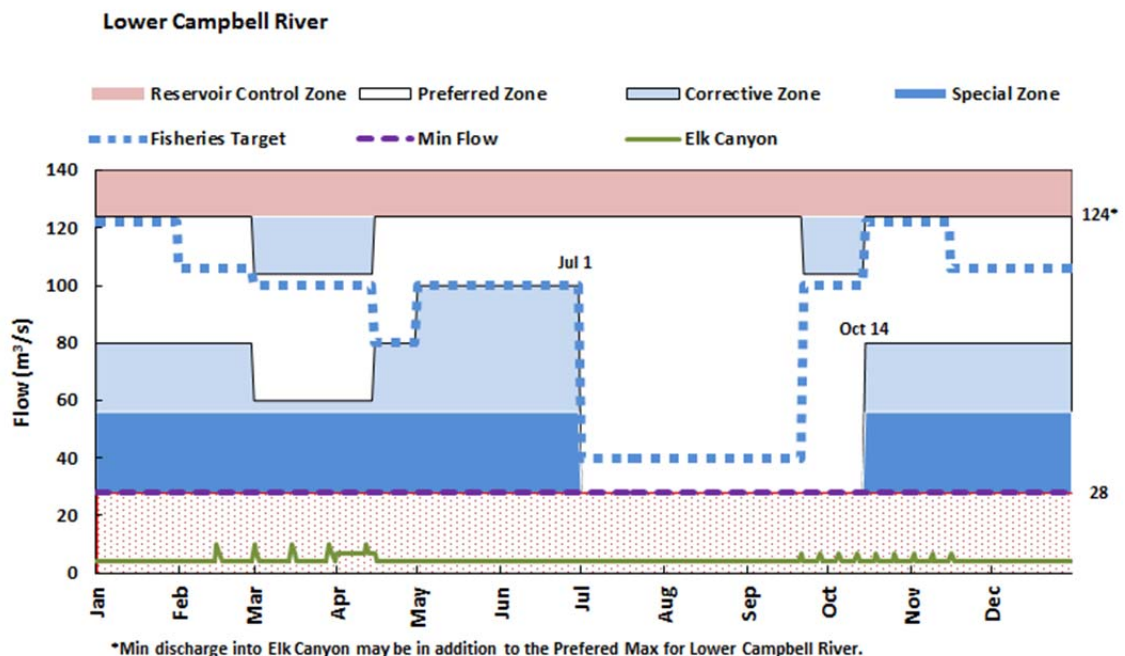 Lower Campbell River
Reservoir Control Zone Preferred Zone Corrective Zone Special Zone
Fisheries Target Min Flow Elk Canyon
140
120
100
80
60
40
20
0
Flow (m³/s)
124*
28
Jul 1
Oct 14
Jan Feb Mar Apr May Jun Jul Aug Sep Oct Nov Dec
*Min discharge into Elk Canyon may be in addition to the Prefered Max for Lower Campbell River.